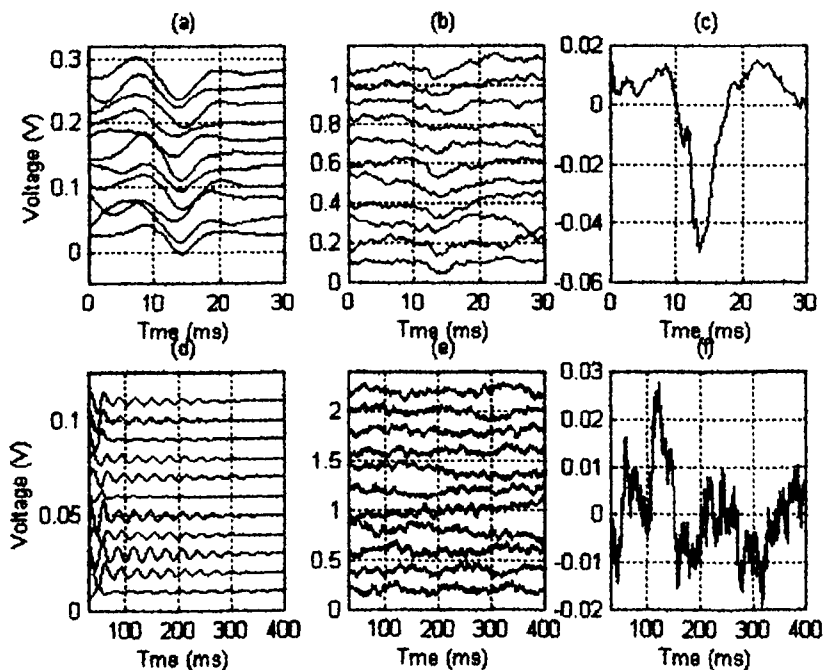 (a) (b) (c)
0.3 0.2 0.1 0
Voltage (V)
1 0.8 0.6 0.4 0.2 0
0.02 0 -0.02 -0.04 -0.06
0 10 20 30 0 10 20 30 0 10 20 30
Tme (ms) Tme (ms) Tme (ms)
(d) (e) (f)
0.1 0.05 0
Voltage (V)
2 1.5 1 0.5 0
0.03 0.02 0.01 0 -0.01 -0.02
100 200 300 400 100 200 300 400 100 200 300 400
Tme (ms) Tme (ms) Tme (ms)